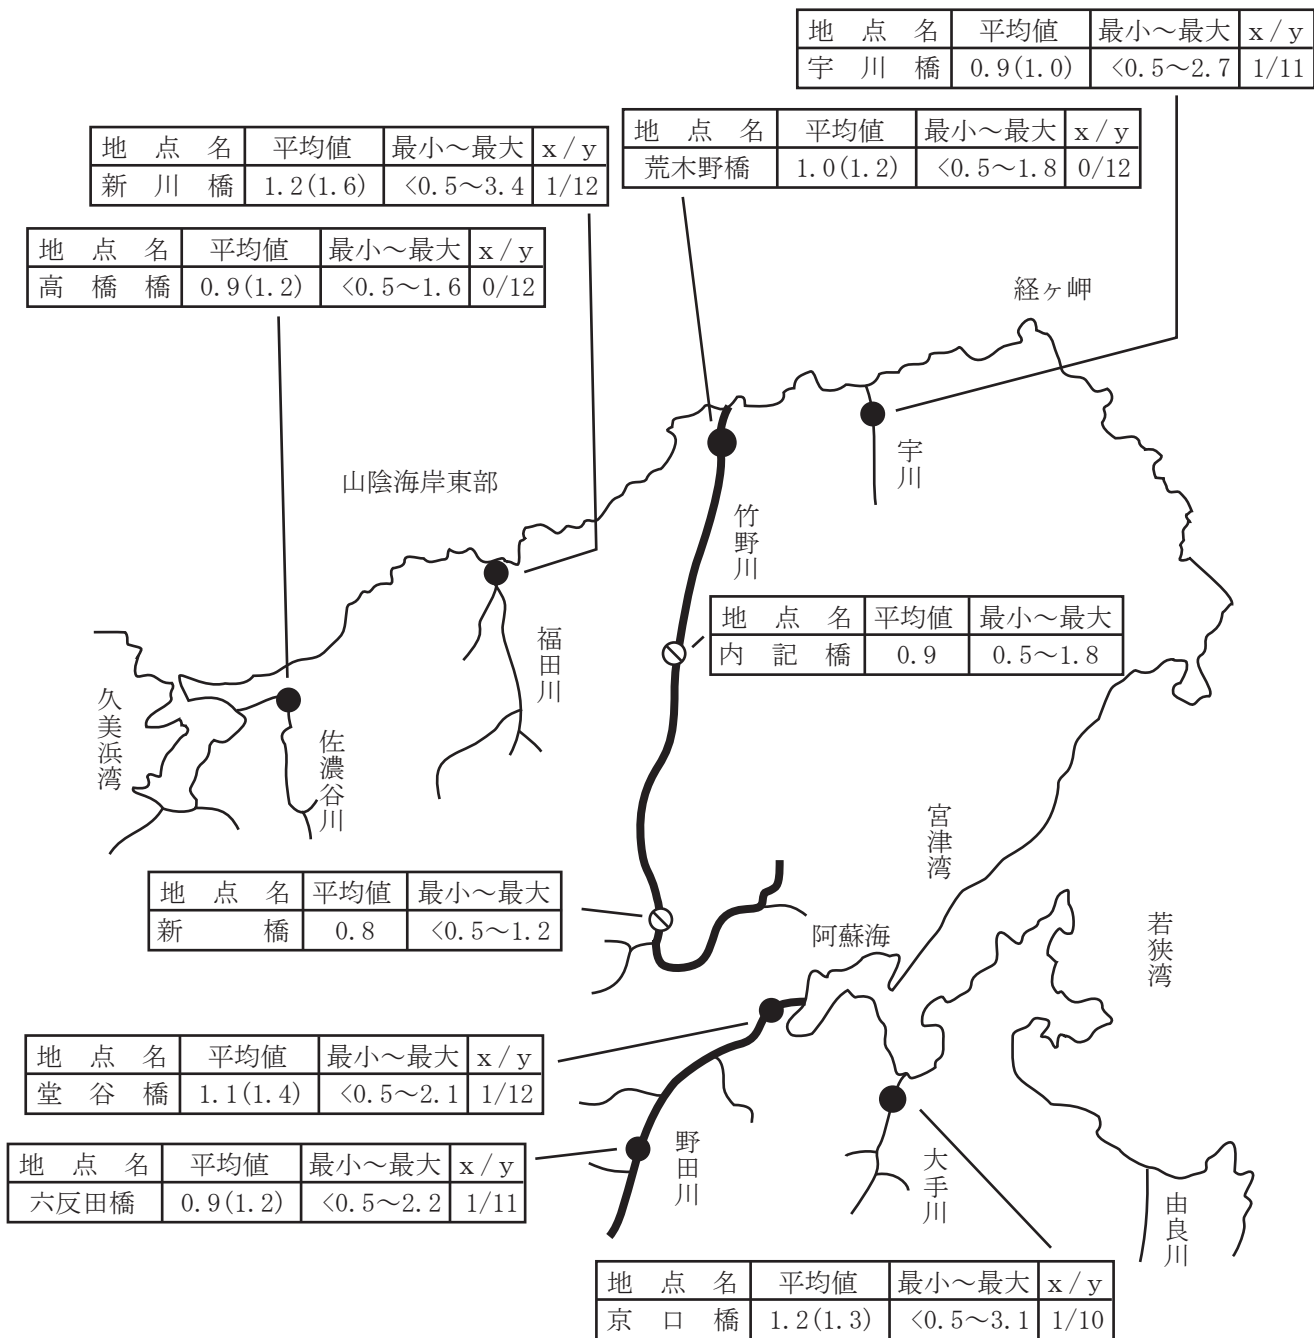 地 点 名 平均値 最小～最大 x/y
宇 川 橋 0.9(1.0) <0.5～2.7 1/11
地 点 名 平均値 最小～最大 x/y
荒木野橋 1.0(1.2) <0.5～1.8 0/12
地 点 名 平均値 最小～最大 x/y
新 川 橋 1.2(1.6) <0.5～3.4 1/12
地 点 名 平均値 最小～最大 x/y
高 橋 橋 0.9(1.2) <0.5～1.6 0/12
経ヶ岬
宇川
山陰海岸東部
竹野川
地 点 名 平均値 最小～最大
内 記 橋 0.9 0.5～1.8
福田川
久美浜湾
佐濃谷川
宮津湾
地 点 名 平均値 最小～最大
新 橋 0.8 <0.5～1.2
阿蘇海
若狭湾
地 点 名 平均値 最小～最大 x/y
堂 谷 橋 1.1(1.4) <0.5～2.1 1/12
地 点 名 平均値 最小～最大 x/y
六反田橋 0.9(1.2) <0.5～2.2 1/11
野田川
大手川
由良川
地 点 名 平均値 最小～最大 x/y
京 口 橋 1.2(1.3) <0.5～3.1 1/10